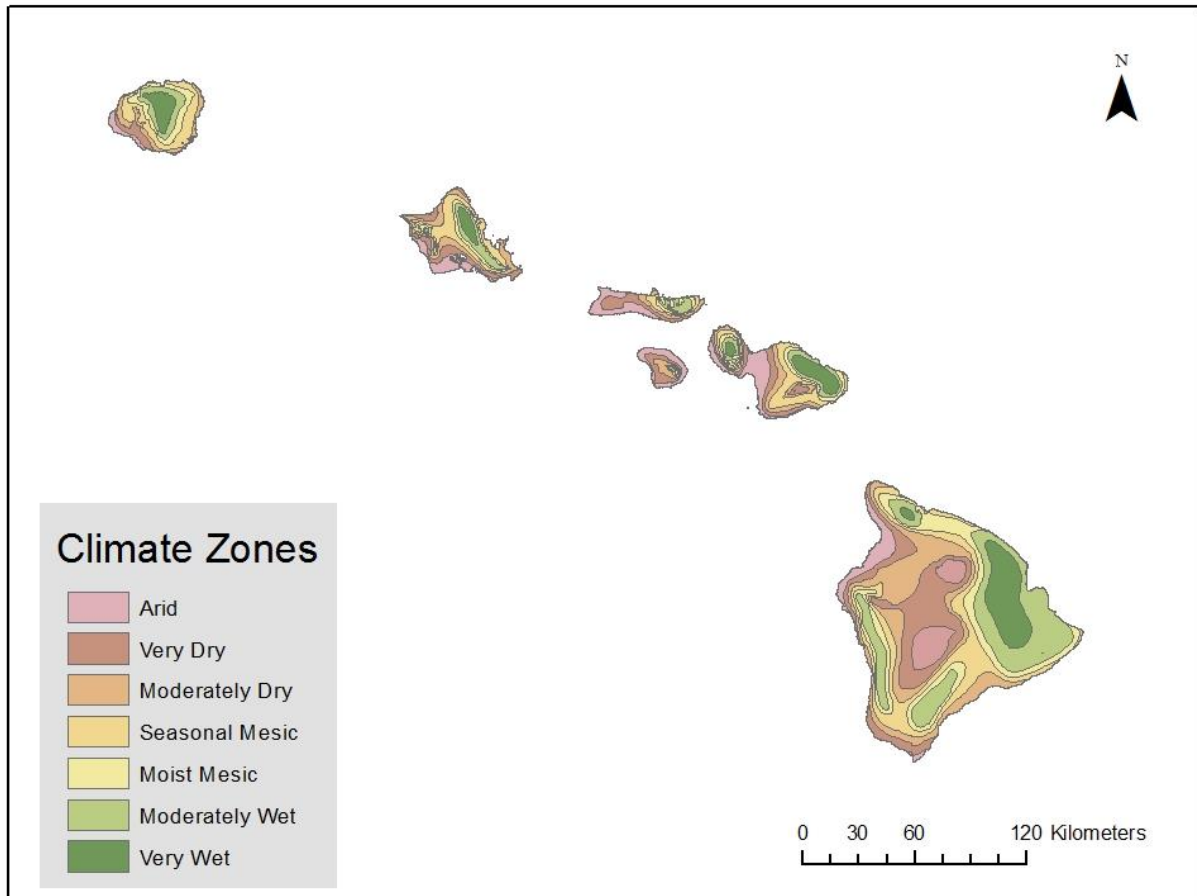 N
Climate Zones
Arid
Very Dry
Moderately Dry
Seasonal Mesic
Moist Mesic
Moderately Wet
Very Wet
0 30 60 120 Kilometers